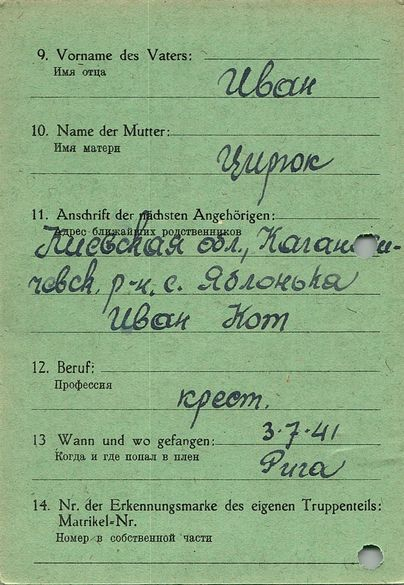 9. Vorname des Vaters:
Имя отца
Иван
10. Name der Mutter:
Имя матери
Цирюк
11. Anschrift der nächsten Angehörigen:
Адрес ближайших родственников
Киевская обл., Каганови-
чевск. р-н, с. Яблонька
Иван Кот
12. Beruf:
Профессия
крест.
13 Wann und wo gefangen: 3.7.41
Когда и где попал в плен
Рига
14. Nr. der Erkennungsmarke des eigenen Truppenteils:
Matrikel-Nr.
Номер в собственной части